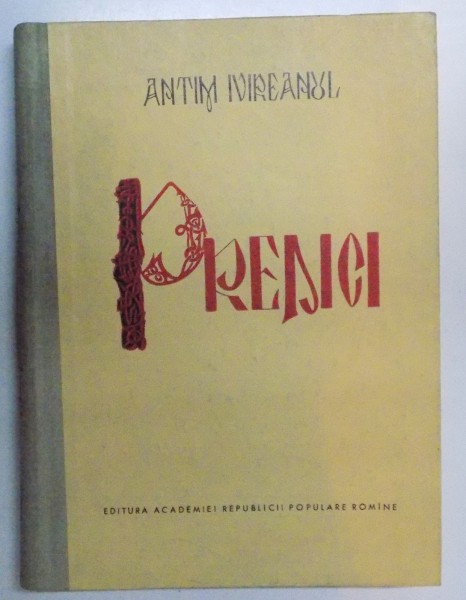 ANTIM IVIREANUL
PREDICI
EDITURA ACADEMIEI REPUBLICII POPULARE ROMÎNE